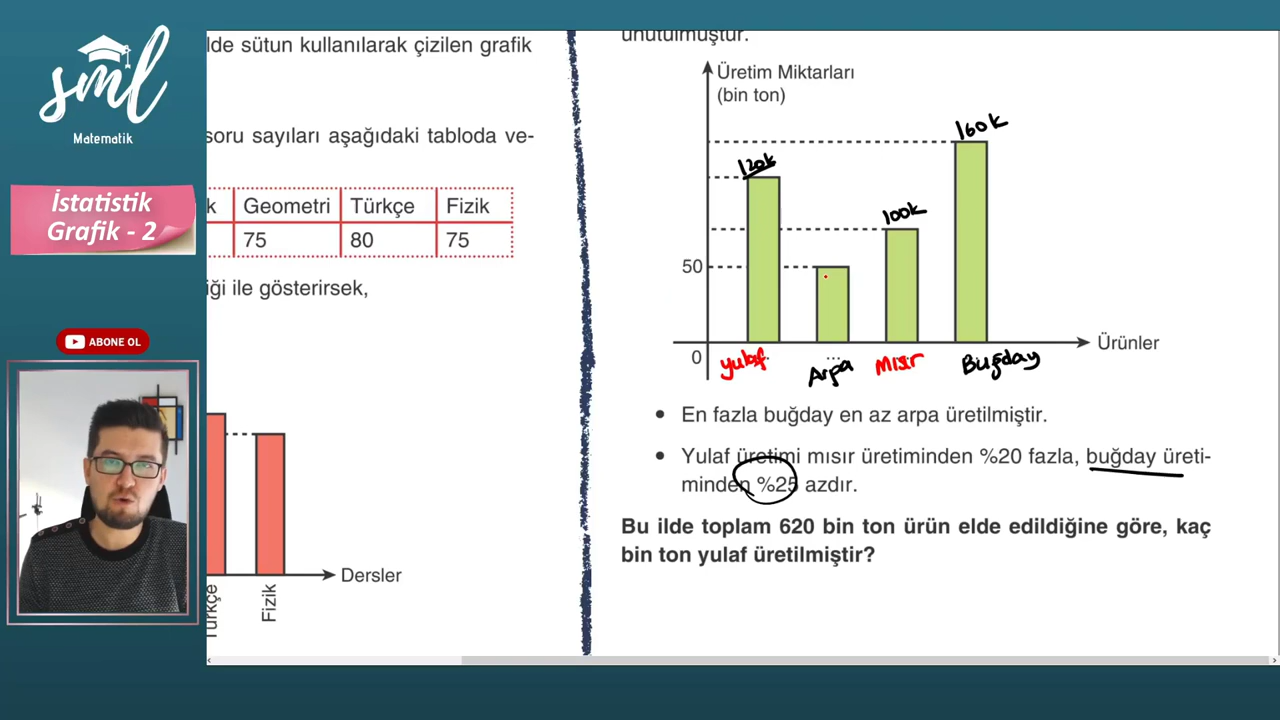 sml
Matematik
İstatistik
Grafik - 2
ABONE OL
lde sütun kullanılarak çizilen grafik
soru sayıları aşağıdaki tabloda ve-
k Geometri Türkçe Fizik
75 80 75
iği ile gösterirsek,
Dersler
Türkçe
Fizik
unutulmuştur.
Üretim Miktarları
(bin ton)
160k
120k
100k
50
0
Ürünler
Yulaf Arpa Mısır Buğday
• En fazla buğday en az arpa üretilmiştir.
• Yulaf üretimi mısır üretiminden %20 fazla, buğday üreti-
minden %25 azdır.
Bu ilde toplam 620 bin ton ürün elde edildiğine göre, kaç
bin ton yulaf üretilmiştir?